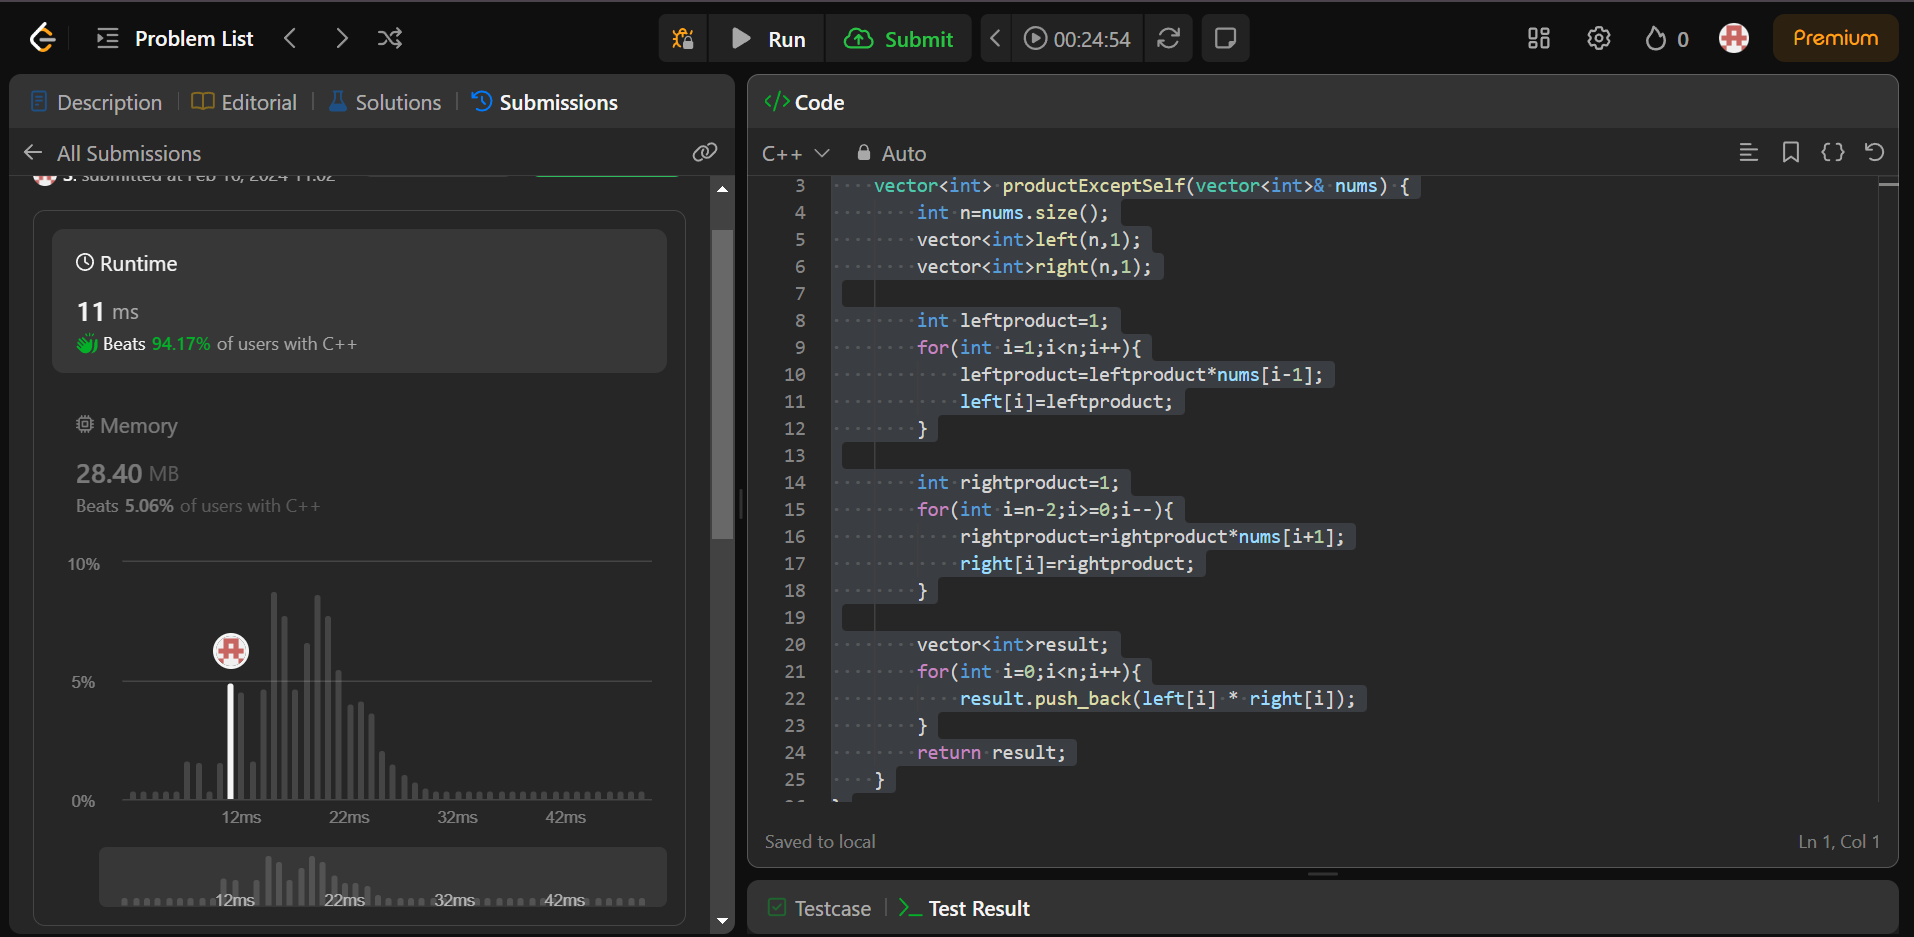 Problem List
Run
Submit
00:24:54
0
Premium
Description
Editorial
Solutions
Submissions
All Submissions
submitted at Feb 16, 2024 11:02
Runtime
11 ms
Beats 94.17% of users with C++
Memory
28.40 MB
Beats 5.06% of users with C++
10%
5%
0%
12ms 22ms 32ms 42ms
12ms 22ms 32ms 42ms
</> Code
C++
Auto
3 vector<int> productExceptSelf(vector<int>& nums) {
4 int n=nums.size();
5 vector<int>left(n,1);
6 vector<int>right(n,1);
7
8 int leftproduct=1;
9 for(int i=1;i<n;i++){
10 leftproduct=leftproduct*nums[i-1];
11 left[i]=leftproduct;
12 }
13
14 int rightproduct=1;
15 for(int i=n-2;i>=0;i--){
16 rightproduct=rightproduct*nums[i+1];
17 right[i]=rightproduct;
18 }
19
20 vector<int>result;
21 for(int i=0;i<n;i++){
22 result.push_back(left[i] * right[i]);
23 }
24 return result;
25 }
Saved to local
Ln 1, Col 1
Testcase
Test Result